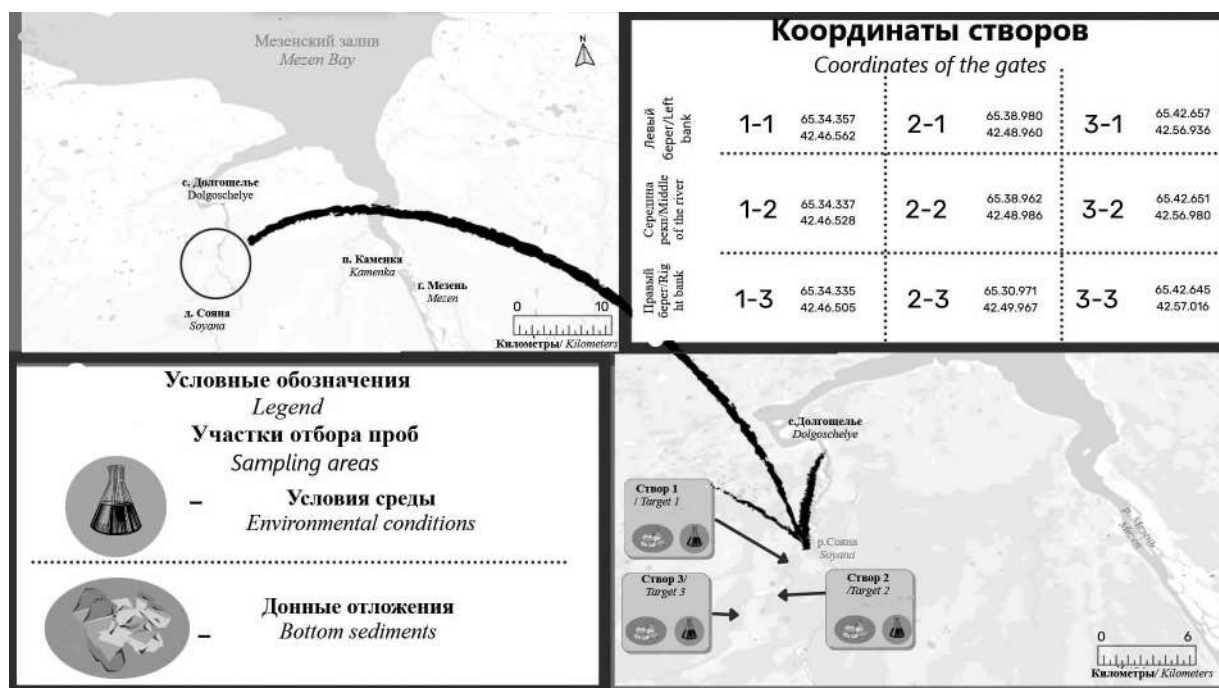 Мезенский залив
Mezen Bay
N
с. Долгощелье
Dolgoschelye
п. Каменка
Kamenka
г. Мезень
Mezen
д. Сояна
Soyana
0 10
Километры/ Kilometers
Координаты створов
Coordinates of the gates
Левый
берег/Left
bank
1-1
65.34.357
42.46.562
2-1
65.38.980
42.48.960
3-1
65.42.657
42.56.936
Середина
реки/Middle
of the river
1-2
65.34.337
42.46.528
2-2
65.38.962
42.48.986
3-2
65.42.651
42.56.980
Правый
берег/Rig
ht bank
1-3
65.34.335
42.46.505
2-3
65.30.971
42.49.967
3-3
65.42.645
42.57.016
Условные обозначения
Legend
Участки отбора проб
Sampling areas
– Условия среды
Environmental conditions
– Донные отложения
Bottom sediments
с.Долгощелье
Dolgoschelye
Створ 1
/ Target 1
р.Сояна
Soyana
р. Мезень
Mezen
Створ 3/
Target 3
Створ 2
/Target 2
0 6
Километры/ Kilometers